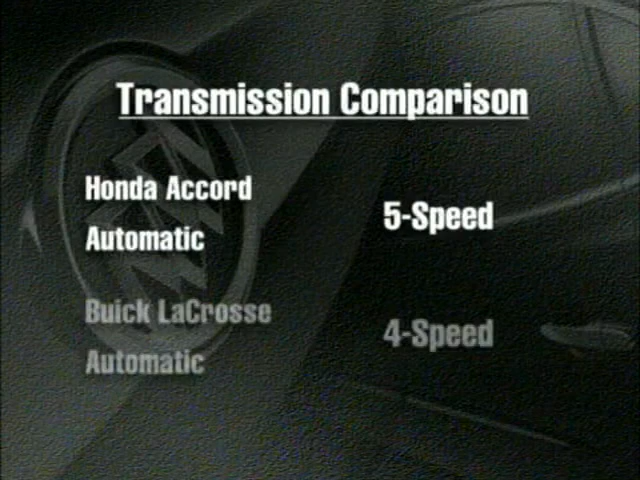 Transmission Comparison
Honda Accord
Automatic
5-Speed
Buick LaCrosse
Automatic
4-Speed